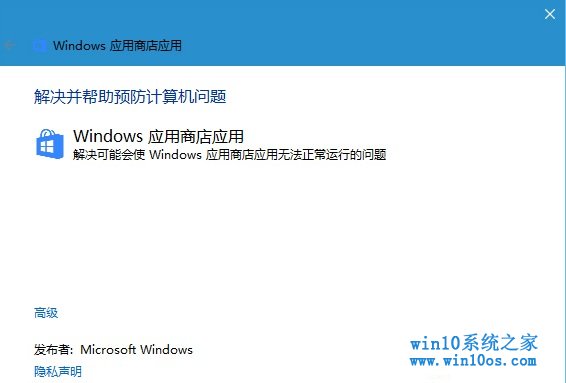 Windows 应用商店应用
解决并帮助预防计算机问题
Windows 应用商店应用
解决可能会使 Windows 应用商店应用无法正常运行的问题
高级
发布者: Microsoft Windows
隐私声明
win10系统之家
www.win10os.com